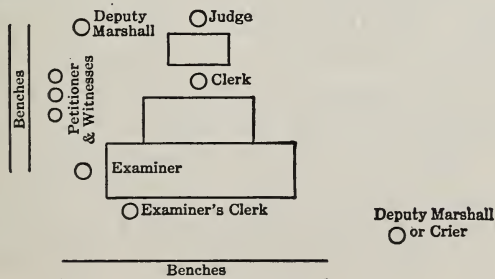 Deputy
Marshall
Judge
Clerk
Benches
Petitioner
& Witnesses
Examiner
Examiner's Clerk
Deputy Marshall
or Crier
Benches